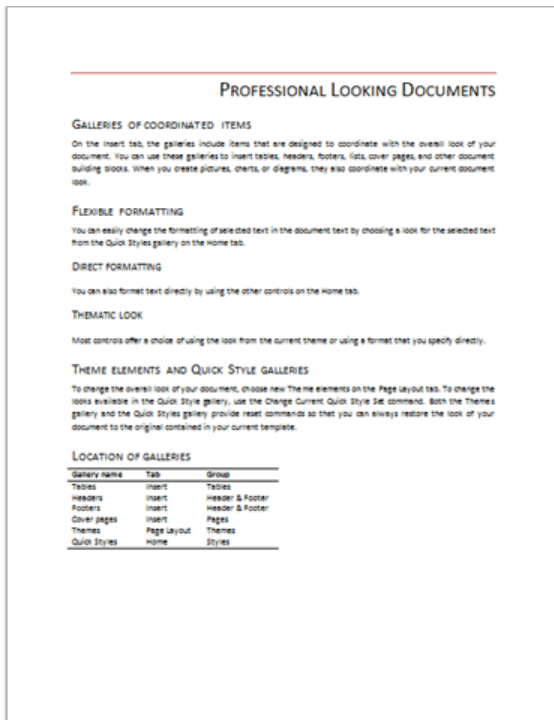 Professional Looking Documents
Galleries of coordinated items
On the Insert tab, the galleries include items that are designed to coordinate with the overall look of your
document. You can use these galleries to insert tables, headers, footers, lists, cover pages, and other document
building blocks. When you create pictures, charts, or diagrams, they also coordinate with your current document
look.
Flexible formatting
You can easily change the formatting of selected text in the document text by choosing a look for the selected text
from the Quick Styles gallery on the Home tab.
Direct formatting
You can also format text directly by using the other controls on the Home tab.
Thematic look
Most controls offer a choice of using the look from the current theme or using a format that you specify directly.
Theme elements and Quick Style galleries
To change the overall look of your document, choose new Theme elements on the Page Layout tab. To change the
looks available in the Quick Style gallery, use the Change Current Quick Style Set command. Both the Themes
gallery and the Quick Styles gallery provide reset commands so that you can always restore the look of your
document to the original contained in your current template.
Location of galleries
Gallery name Tab Group
Tables Insert Tables
Headers Insert Header & Footer
Footers Insert Header & Footer
Cover pages Insert Pages
Themes Page Layout Themes
Quick Styles Home Styles